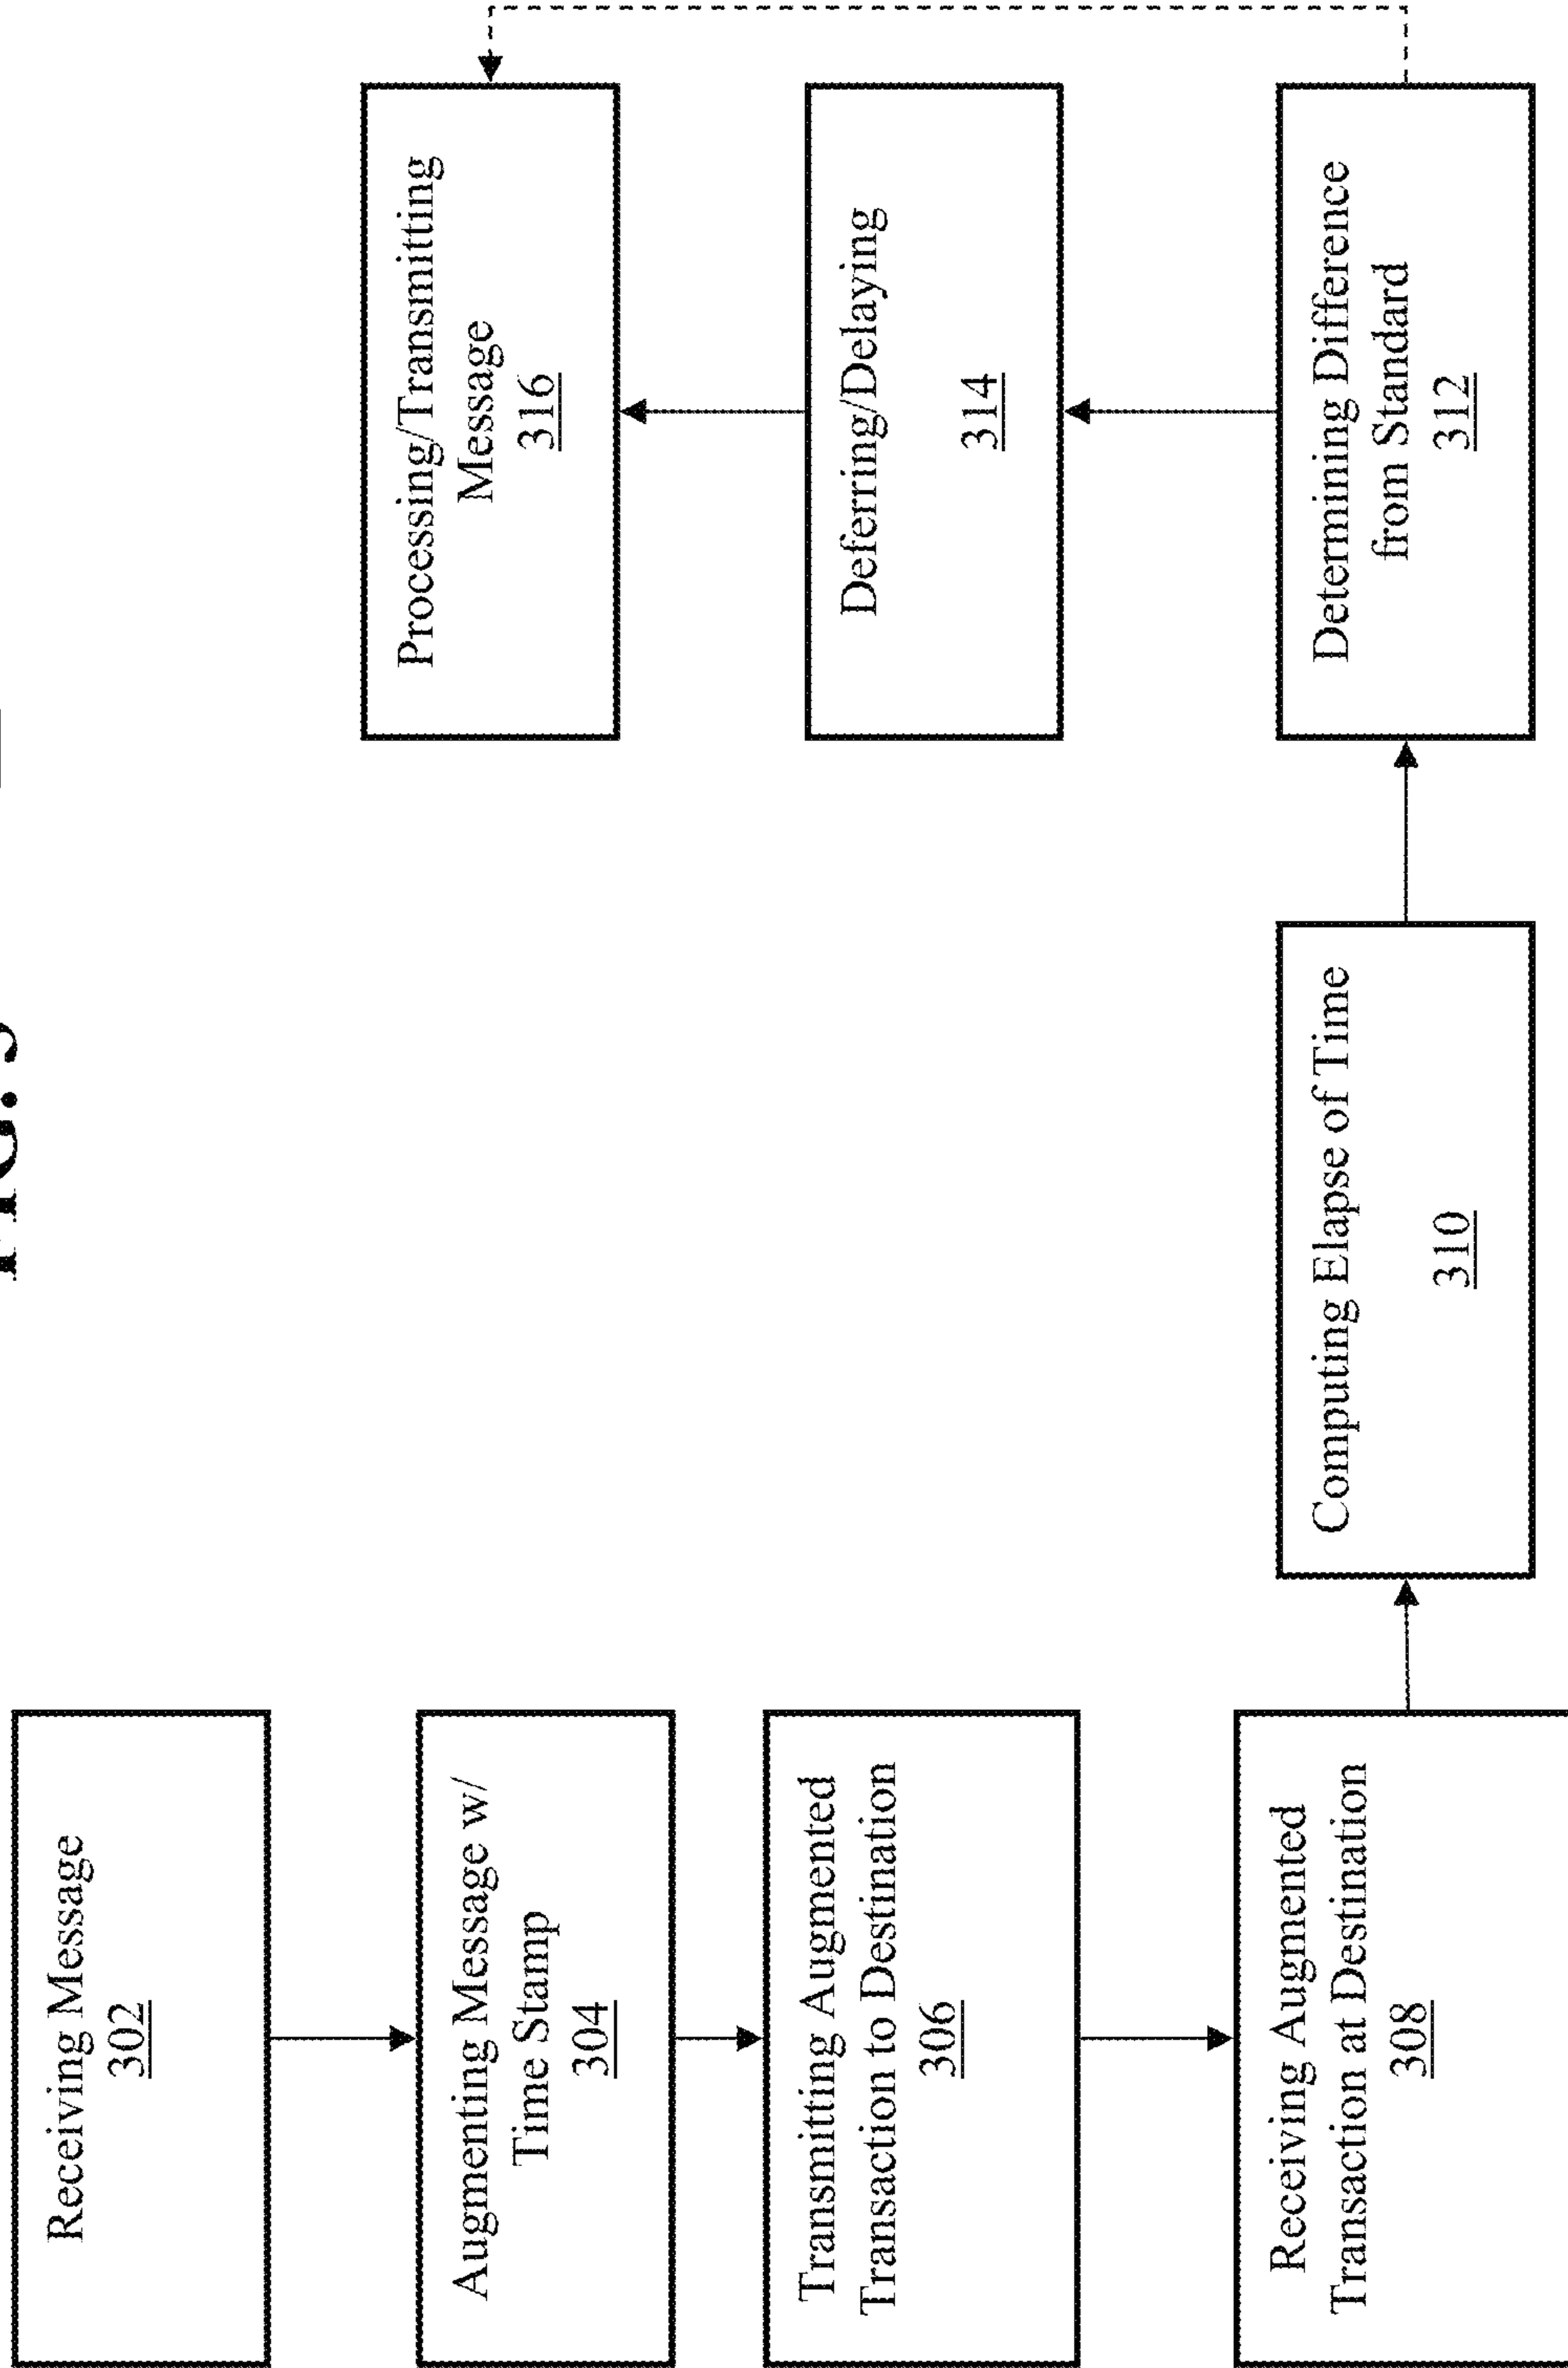 Receiving Message
302
Augmenting Message w/
Time Stamp
304
Transmitting Augmented
Transaction to Destination
306
Receiving Augmented
Transaction at Destination
308
Computing Elapse of Time
310
Determining Difference
from Standard
312
Deferring/Delaying
314
Processing/Transmitting
Message
316